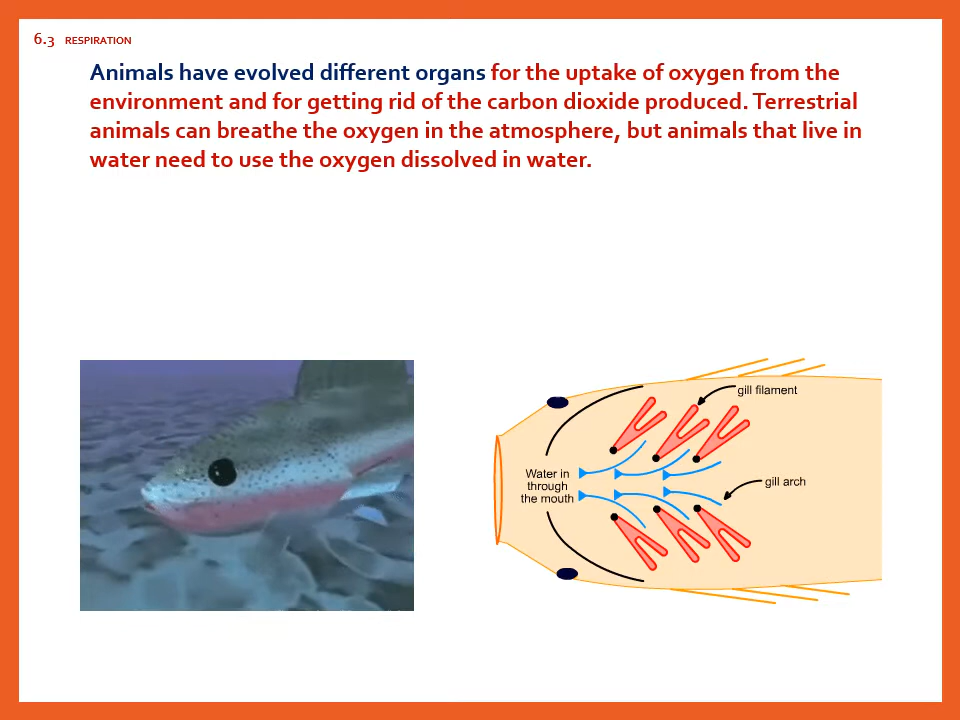 6.3 RESPIRATION
Animals have evolved different organs for the uptake of oxygen from the
environment and for getting rid of the carbon dioxide produced. Terrestrial
animals can breathe the oxygen in the atmosphere, but animals that live in
water need to use the oxygen dissolved in water.
gill filament
Water in
through
the mouth
gill arch